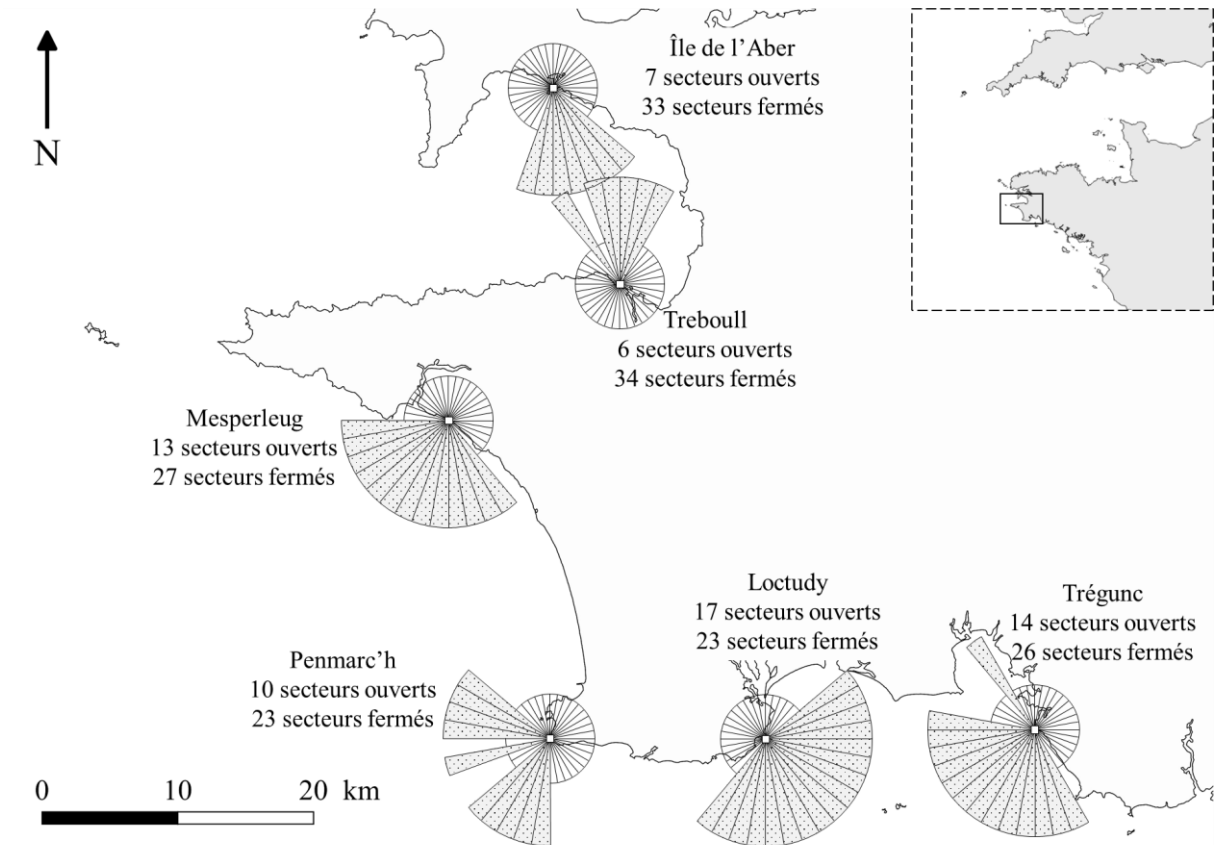 N
Île de l’Aber
7 secteurs ouverts
33 secteurs fermés
Treboull
6 secteurs ouverts
34 secteurs fermés
Mesperleug
13 secteurs ouverts
27 secteurs fermés
Loctudy
17 secteurs ouverts
23 secteurs fermés
Trégunc
14 secteurs ouverts
26 secteurs fermés
Penmarc’h
10 secteurs ouverts
23 secteurs fermés
0 10 20 km